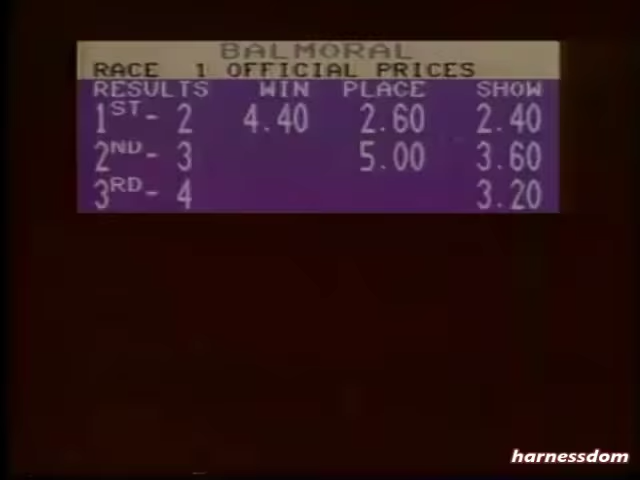 BALMORAL
RACE 1 OFFICIAL PRICES
RESULTS WIN PLACE SHOW
1ST- 2 4.40 2.60 2.40
2ND- 3 5.00 3.60
3RD- 4 3.20
harnessdom